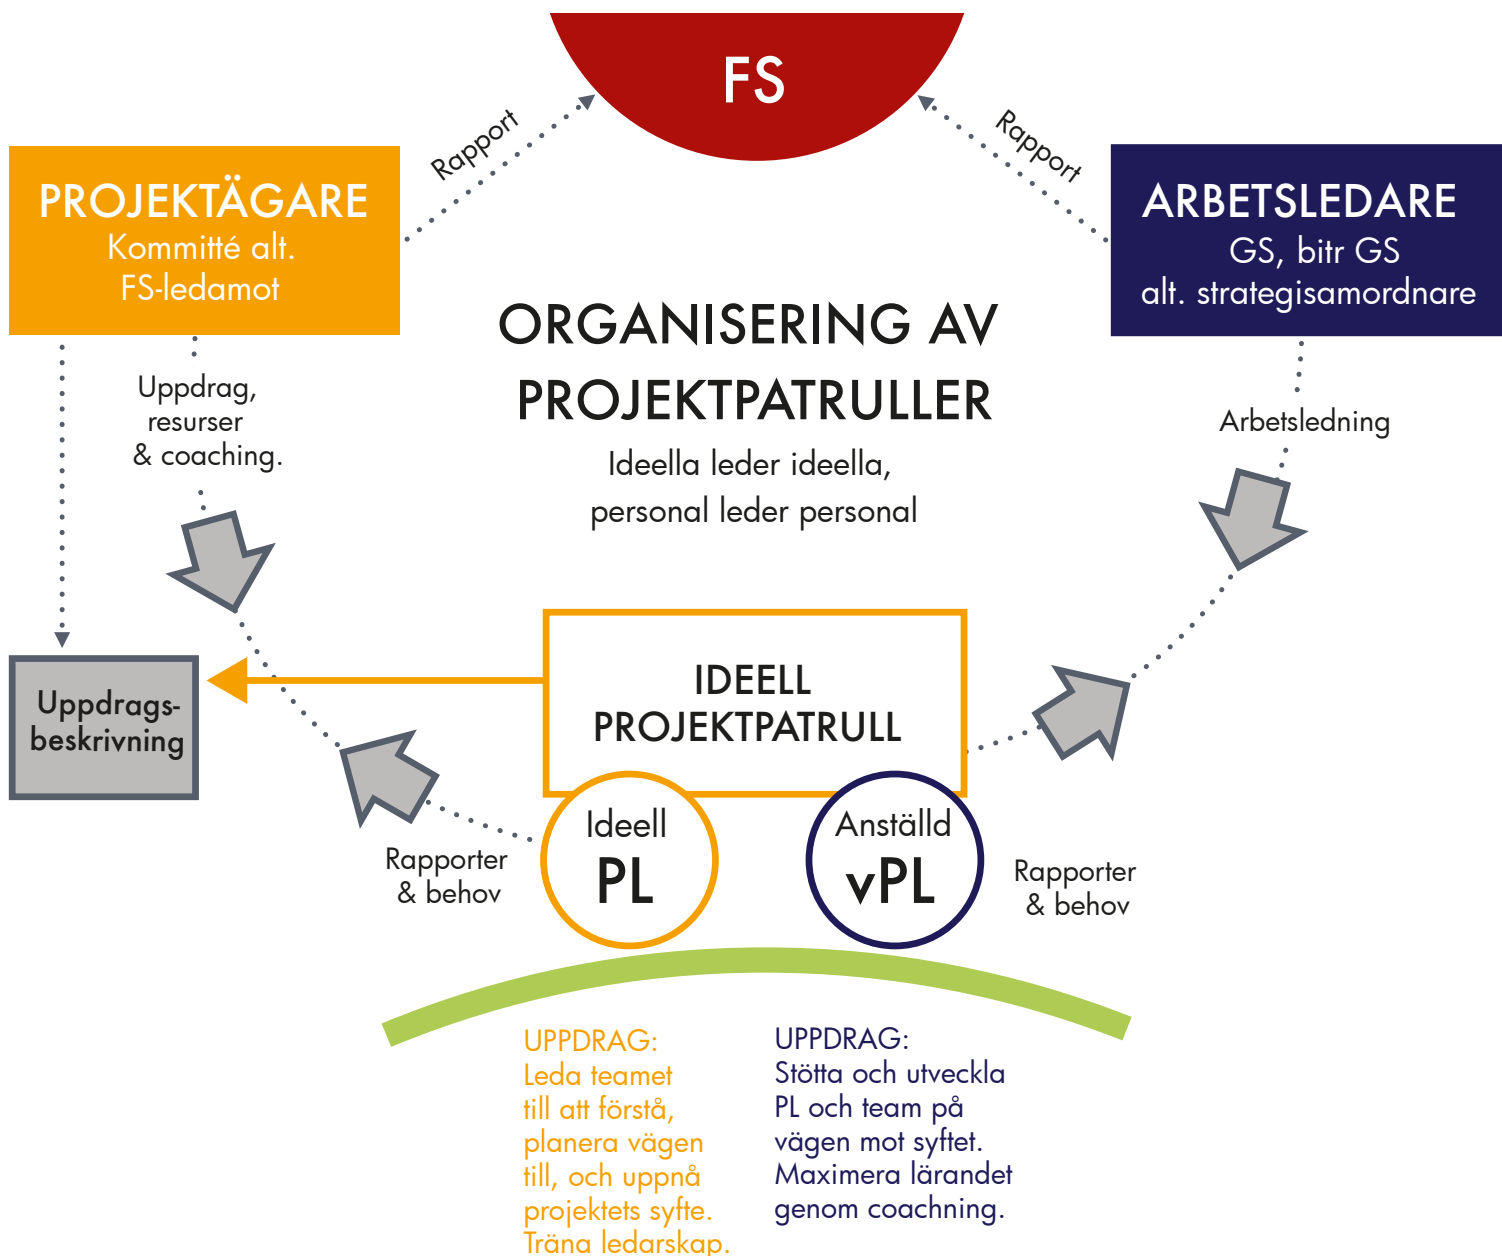 FS
Rapport
Rapport
PROJEKTÄGARE
Kommitté alt.
FS-ledamot
ARBETSLEDARE
GS, bitr GS
alt. strategisamordnare
ORGANISERING AV
PROJEKTPATRULLER
Ideella leder ideella,
personal leder personal
Uppdrag,
resurser
& coaching.
Arbetsledning
Uppdrags-
beskrivning
IDEELL
PROJEKTPATRULL
Ideell
PL
Anställd
vPL
Rapporter
& behov
Rapporter
& behov
UPPDRAG:
Leda teamet
till att förstå,
planera vägen
till, och uppnå
projektets syfte.
Träna ledarskap.
UPPDRAG:
Stötta och utveckla
PL och team på
vägen mot syftet.
Maximera lärandet
genom coachning.